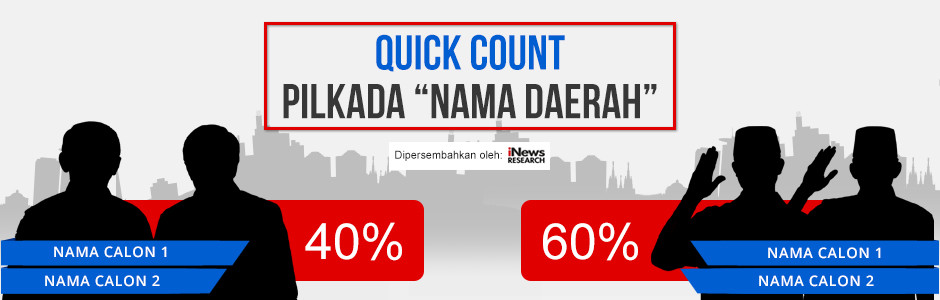 QUICK COUNT
PILKADA “NAMA DAERAH”
Dipersembahkan oleh: iNews
RESEARCH
40%
60%
NAMA CALON 1
NAMA CALON 2
NAMA CALON 1
NAMA CALON 2